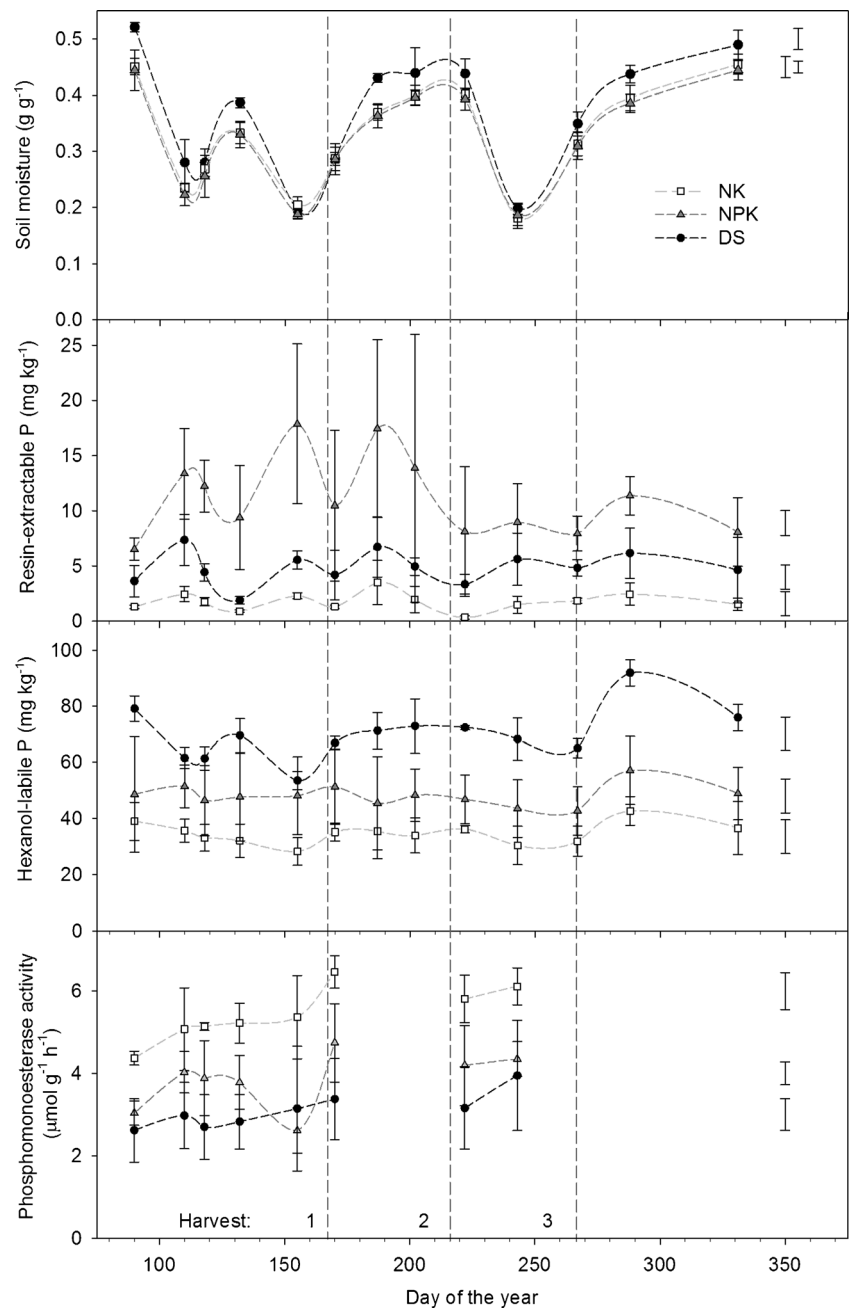 0.5
0.4
0.3
0.2
0.1
0.0
Soil moisture (g g⁻¹)
NK
NPK
DS
25
20
15
10
5
0
Resin-extractable P (mg kg⁻¹)
100
80
60
40
20
0
Hexanol-labile P (mg kg⁻¹)
6
4
2
0
Phosphomonoesterase activity
(μmol g⁻¹ h⁻¹)
Harvest: 1 2 3
100 150 200 250 300 350
Day of the year